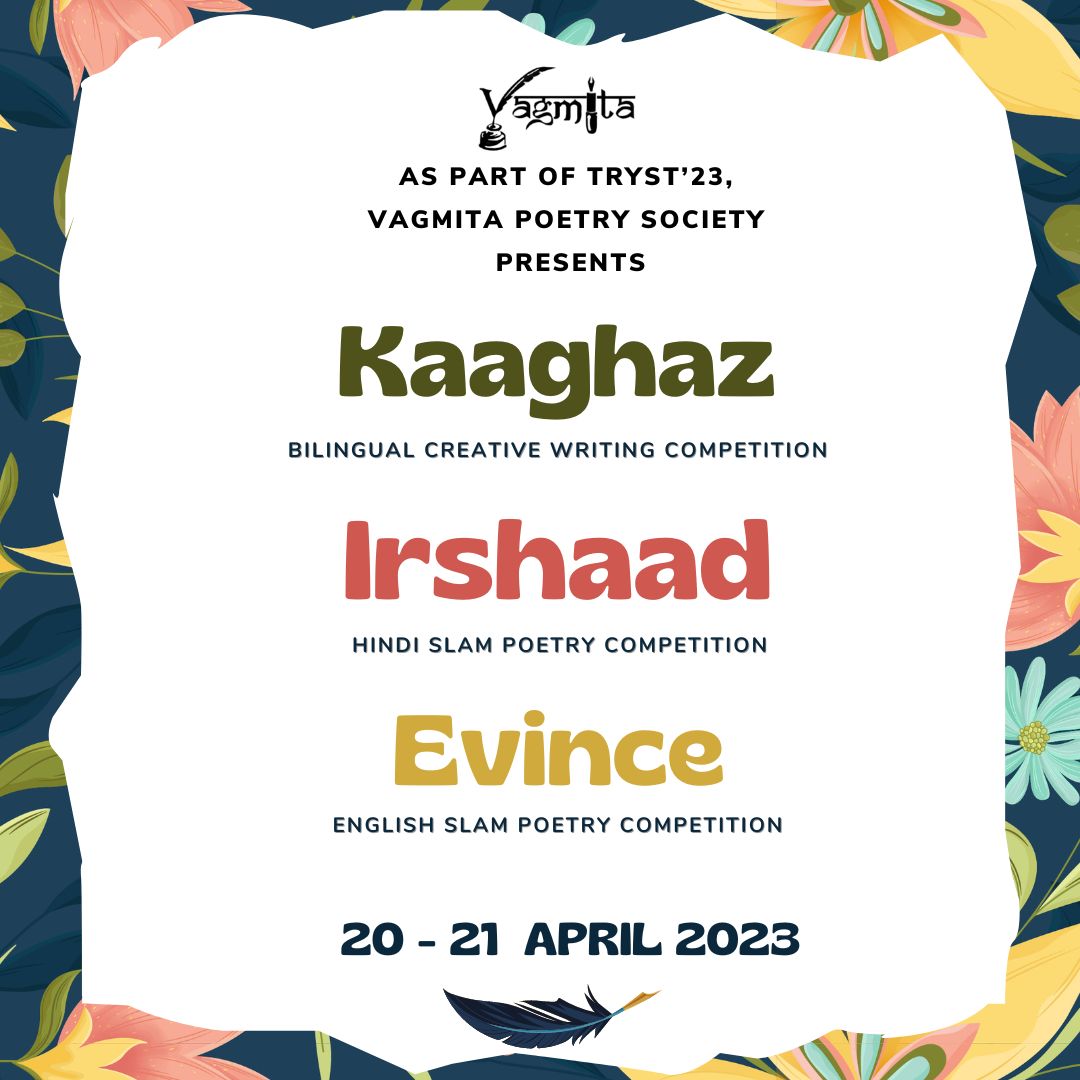 Vagmita
AS PART OF TRYST’23,
VAGMITA POETRY SOCIETY
PRESENTS
Kaaghaz
BILINGUAL CREATIVE WRITING COMPETITION
Irshaad
HINDI SLAM POETRY COMPETITION
Evince
ENGLISH SLAM POETRY COMPETITION
20 - 21 APRIL 2023